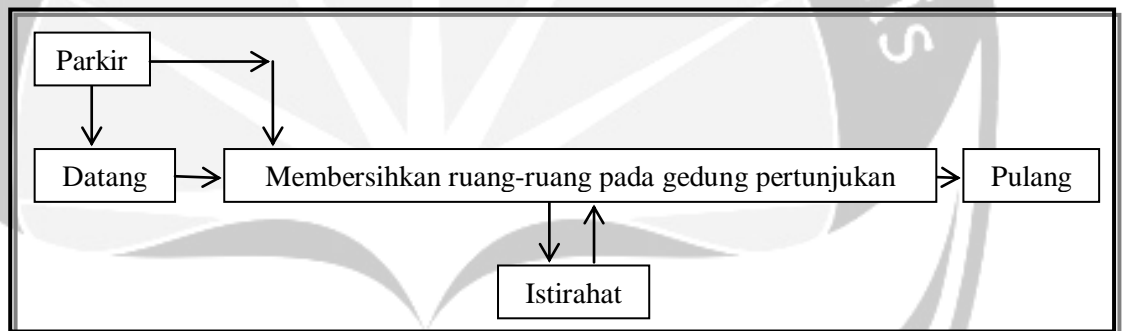 Parkir
Datang
Membersihkan ruang-ruang pada gedung pertunjukan
Pulang
Istirahat